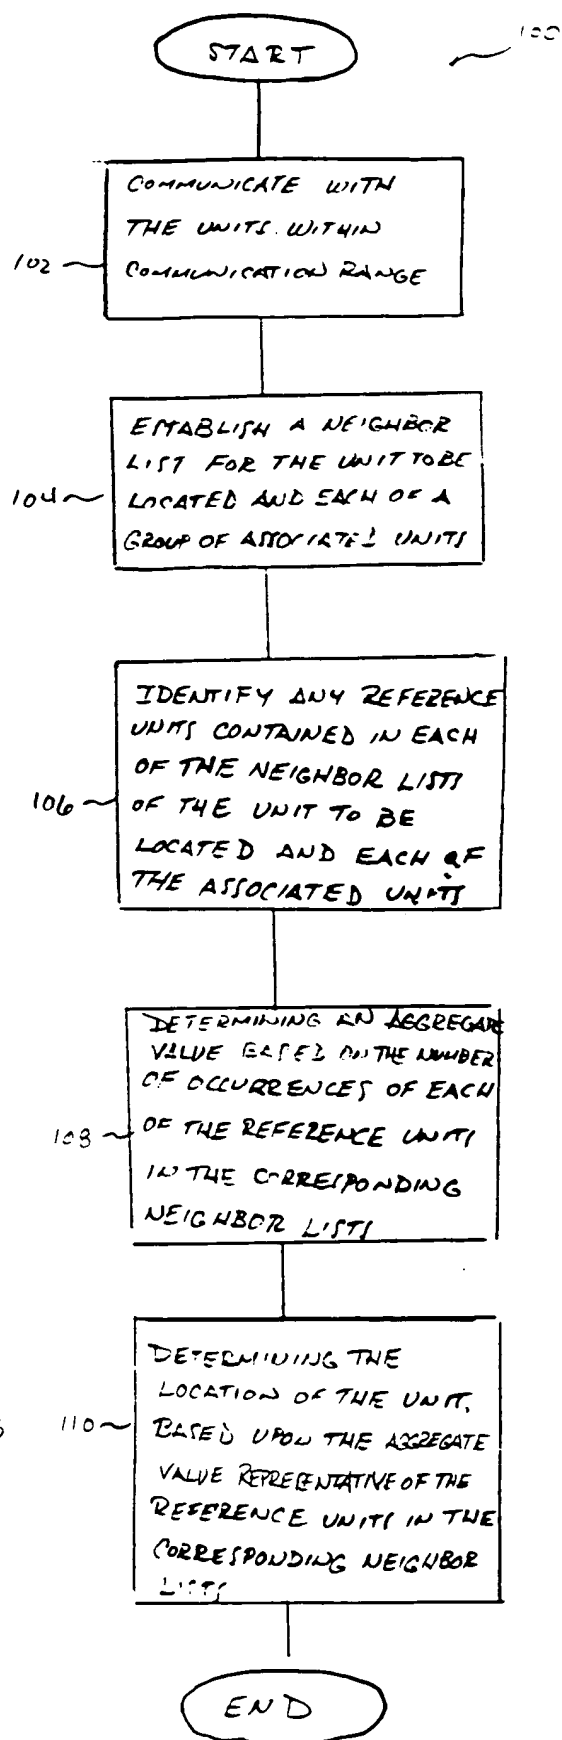 START
100
COMMUNICATE WITH
THE UNITS WITHIN
COMMUNICATION RANGE
102
ESTABLISH A NEIGHBOR
LIST FOR THE UNIT TO BE
LOCATED AND EACH OF A
GROUP OF ASSOCIATED UNITS
104
IDENTIFY ANY REFERENCE
UNITS CONTAINED IN EACH
OF THE NEIGHBOR LISTS
OF THE UNIT TO BE
LOCATED AND EACH OF
THE ASSOCIATED UNITS
106
DETERMINING AN AGGREGATE
VALUE BASED ON THE NUMBER
OF OCCURRENCES OF EACH
OF THE REFERENCE UNITS
IN THE CORRESPONDING
NEIGHBOR LISTS
108
DETERMINING THE
LOCATION OF THE UNIT,
BASED UPON THE AGGREGATE
VALUE REPRESENTATIVE OF THE
REFERENCE UNITS IN THE
CORRESPONDING NEIGHBOR
LISTS
110
END